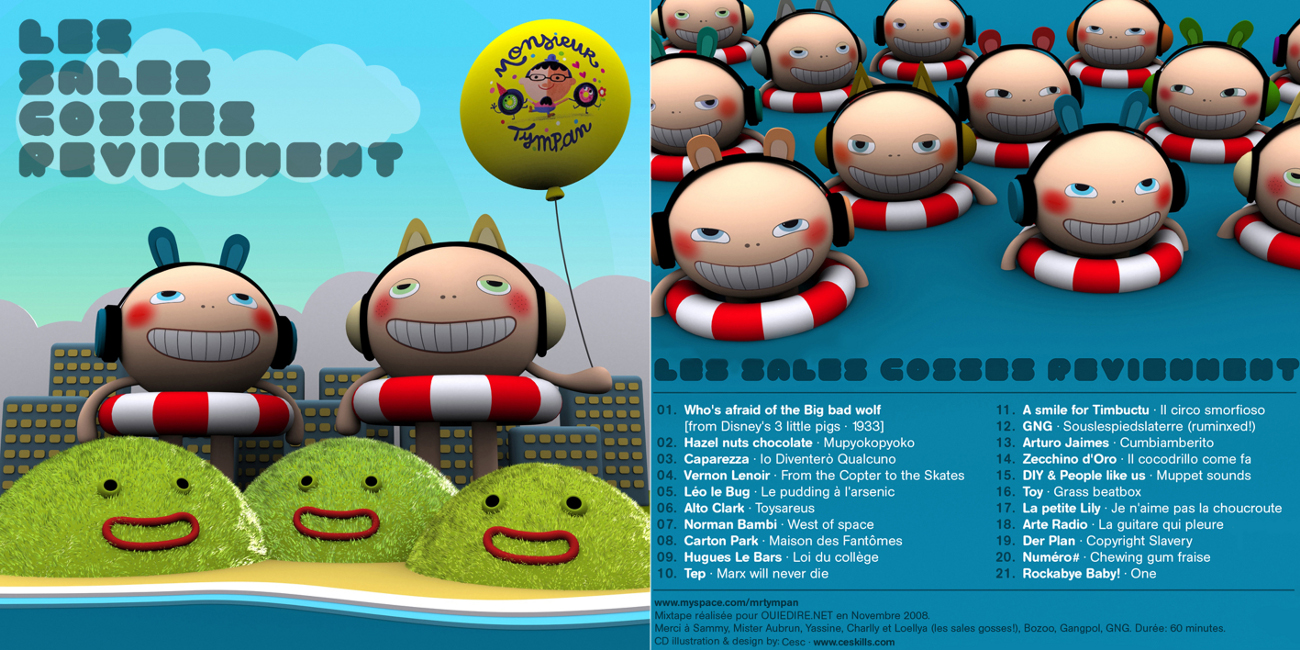 LES
SALES
GOSSES
REVIENNENT
Monsieur
Tympan
LES SALES GOSSES REVIENNENT
01. Who's afraid of the Big bad wolf
[from Disney's 3 little pigs · 1933]
02. Hazel nuts chocolate · Mupyokopyoko
03. Caparezza · Io Diventerò Qualcuno
04. Vernon Lenoir · From the Copter to the Skates
05. Léo le Bug · Le pudding à l'arsenic
06. Alto Clark · Toysareus
07. Norman Bambi · West of space
08. Carton Park · Maison des Fantômes
09. Hugues Le Bars · Loi du collège
10. Tep · Marx will never die
11. A smile for Timbuctu · Il circo smorfioso
12. GNG · Souslespiedslaterre (ruminxed!)
13. Arturo Jaimes · Cumbiamberito
14. Zecchino d'Oro · Il cocodrillo come fa
15. DIY & People like us · Muppet sounds
16. Toy · Grass beatbox
17. La petite Lily · Je n'aime pas la choucroute
18. Arte Radio · La guitare qui pleure
19. Der Plan · Copyright Slavery
20. Numéro# · Chewing gum fraise
21. Rockabye Baby! · One
www.myspace.com/mrtympan
Mixtape réalisée pour OUIEDIRE.NET en Novembre 2008.
Merci à Sammy, Mister Aubrun, Yassine, Charlly et Loellya (les sales gosses!), Bozoo, Gangpol, GNG. Durée: 60 minutes.
CD illustration & design by: Cesc · www.ceskills.com